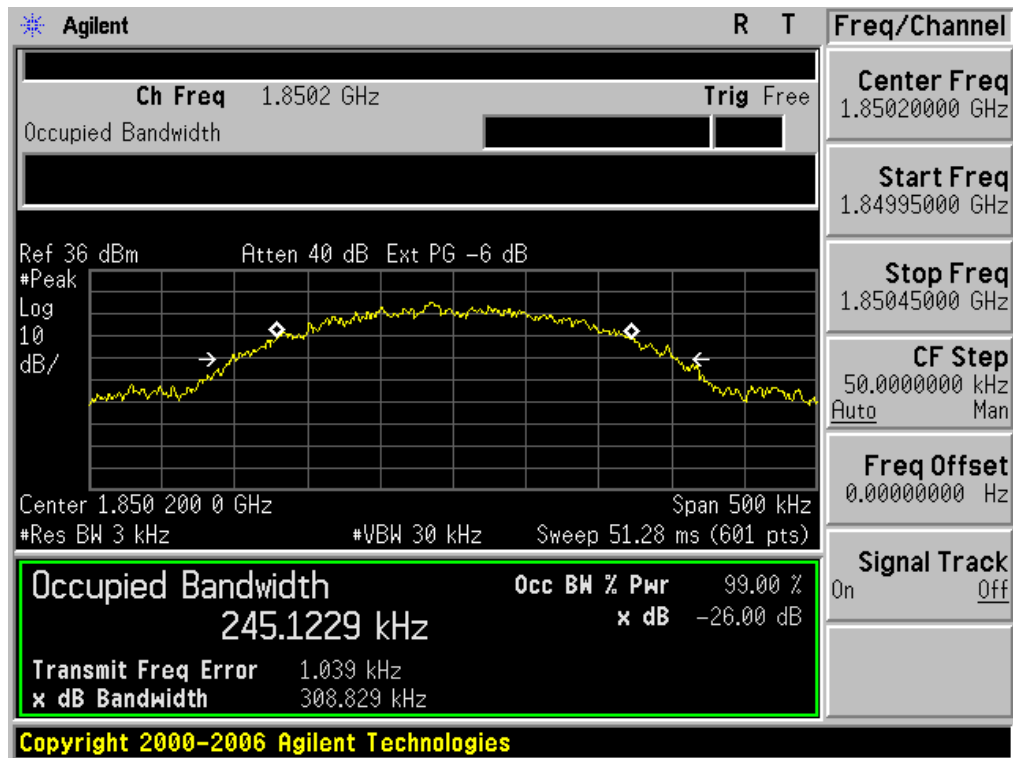 Agilent R T
Ch Freq 1.8502 GHz Trig Free
Occupied Bandwidth
Ref 36 dBm Atten 40 dB Ext PG -6 dB
#Peak
Log
10
dB/
Center 1.850 200 0 GHz Span 500 kHz
#Res BW 3 kHz #VBW 30 kHz Sweep 51.28 ms (601 pts)
Occupied Bandwidth
245.1229 kHz
Occ BW % Pwr 99.00 %
x dB -26.00 dB
Transmit Freq Error 1.039 kHz
x dB Bandwidth 308.829 kHz
Copyright 2000-2006 Agilent Technologies
Freq/Channel
Center Freq
1.85020000 GHz
Start Freq
1.84995000 GHz
Stop Freq
1.85045000 GHz
CF Step
50.0000000 kHz
Auto Man
Freq Offset
0.00000000 Hz
Signal Track
On Off